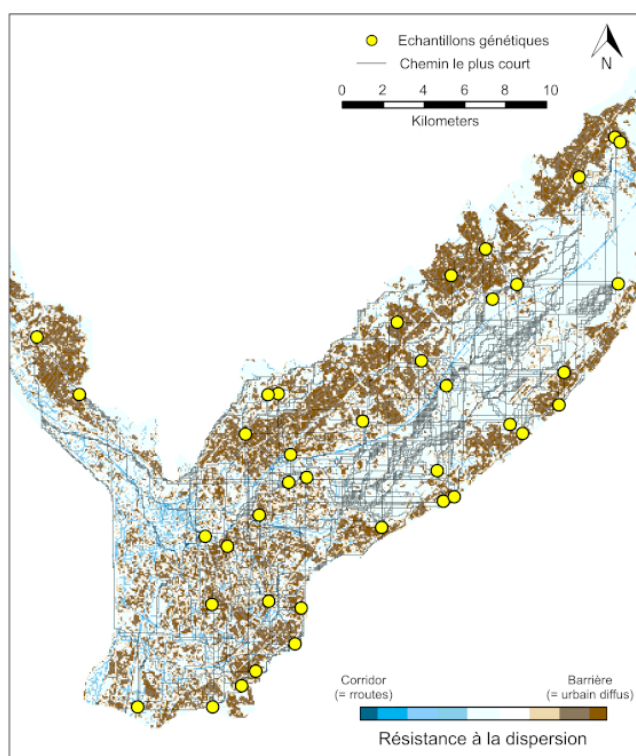 Echantillons génétiques
Chemin le plus court
N
0 2 4 6 8 10
Kilometers
Corridor
(= rroutes)
Barrière
(= urbain diffus)
Résistance à la dispersion